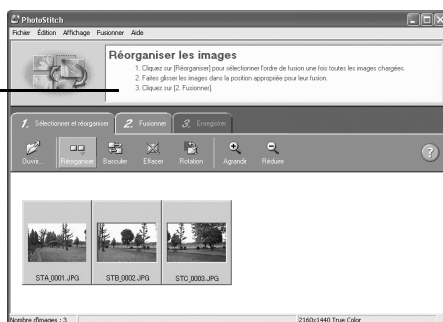 PhotoStitch
Fichier Édition Affichage Fusionner Aide
Réorganiser les images
1. Cliquez sur [Réorganiser] pour sélectionner l'ordre de fusion une fois toutes les images chargées.
2. Faites glisser les images dans la position appropriée pour leur fusion.
3. Cliquez sur [2. Fusionner].
1. Sélectionner et réorganiser 2. Fusionner 3. Enregistrer
Ouvrir... Réorganiser Basculer Effacer Rotation Agrandir Réduire ?
STA_0001.JPG STB_0002.JPG STC_0003.JPG
Nombre d'images : 3 2160x1440 True Color